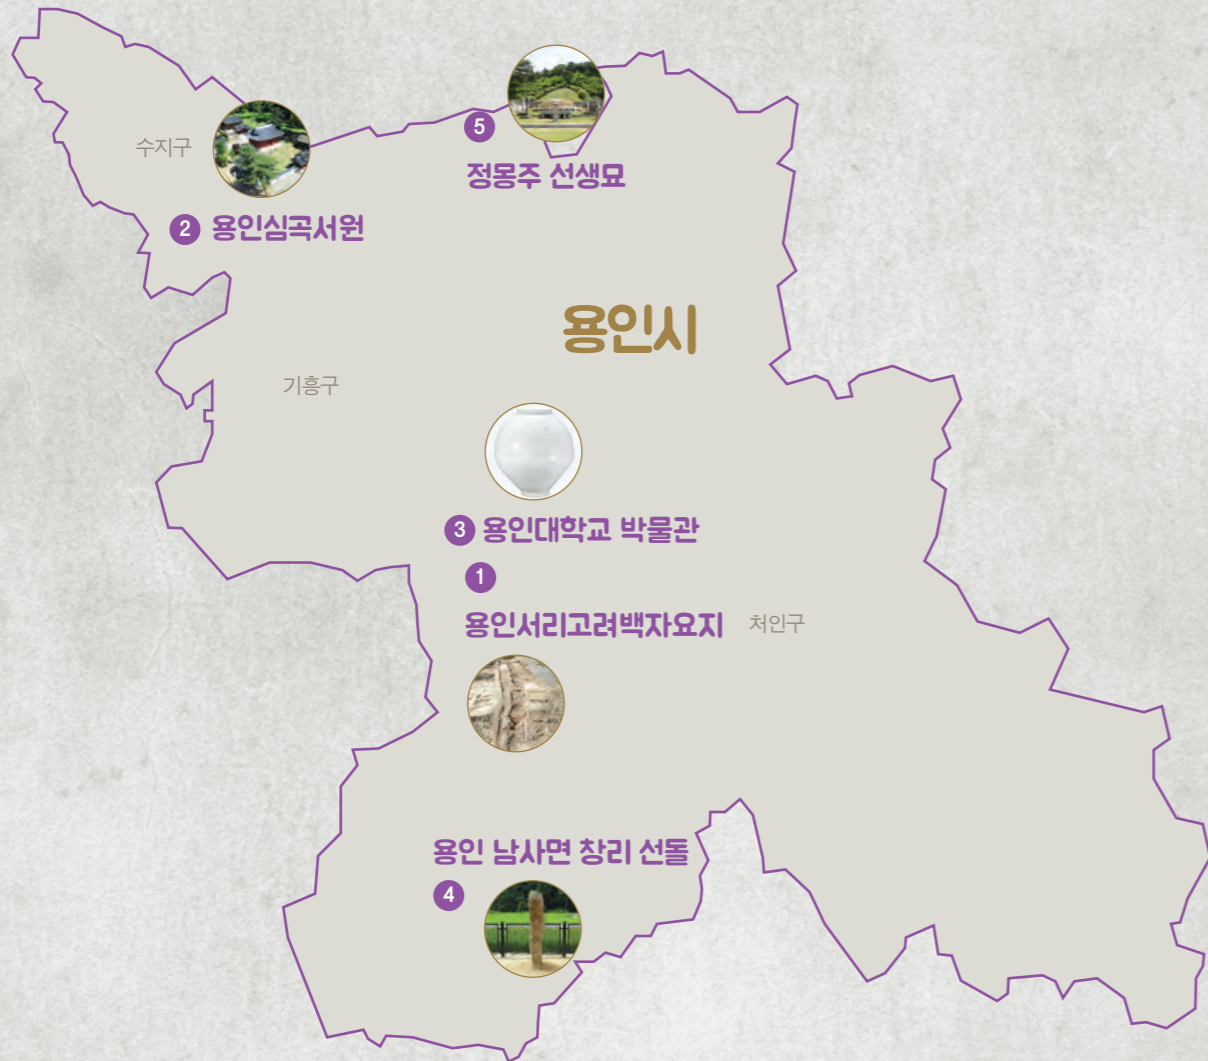 수지구
5
정몽주 선생묘
2 용인심곡서원
용인시
기흥구
3 용인대학교 박물관
1
용인서리고려백자요지
처인구
용인 남사면 창리 선돌
4